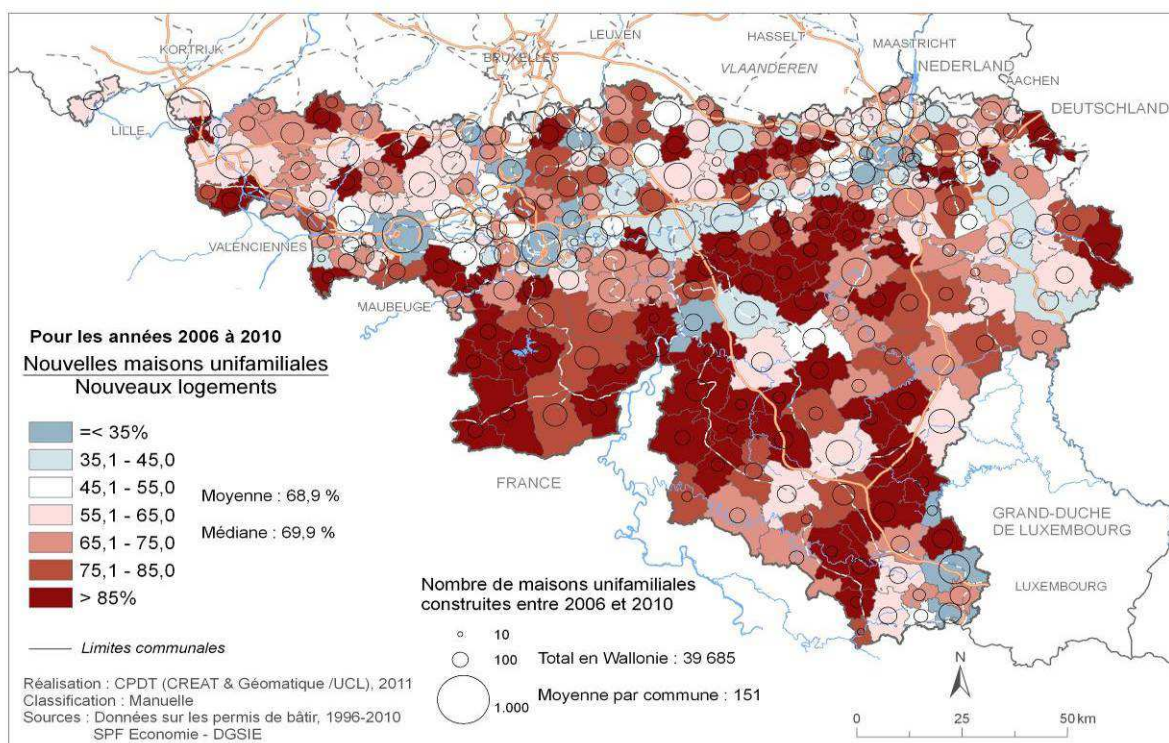 KORTRIJK
LEUVEN
HASSELT
MAASTRICHT
BRUXELLES
VLAANDEREN
NEDERLAND
AACHEN
DEUTSCHLAND
LILLE
VALENCIENNES
MAUBEUGE
FRANCE
GRAND-DUCHE
DE LUXEMBOURG
LUXEMBOURG
Pour les années 2006 à 2010
Nouvelles maisons unifamiliales
Nouveaux logements
=< 35%
35,1 - 45,0
45,1 - 55,0
55,1 - 65,0
65,1 - 75,0
75,1 - 85,0
> 85%
Moyenne : 68,9 %
Médiane : 69,9 %
Limites communales
Réalisation : CPDT (CREAT & Géomatique /UCL), 2011
Classification : Manuelle
Sources : Données sur les permis de bâtir, 1996-2010
SPF Economie - DGSIE
Nombre de maisons unifamiliales
construites entre 2006 et 2010
10
100
1.000
Total en Wallonie : 39 685
Moyenne par commune : 151
N
0 25 50 km